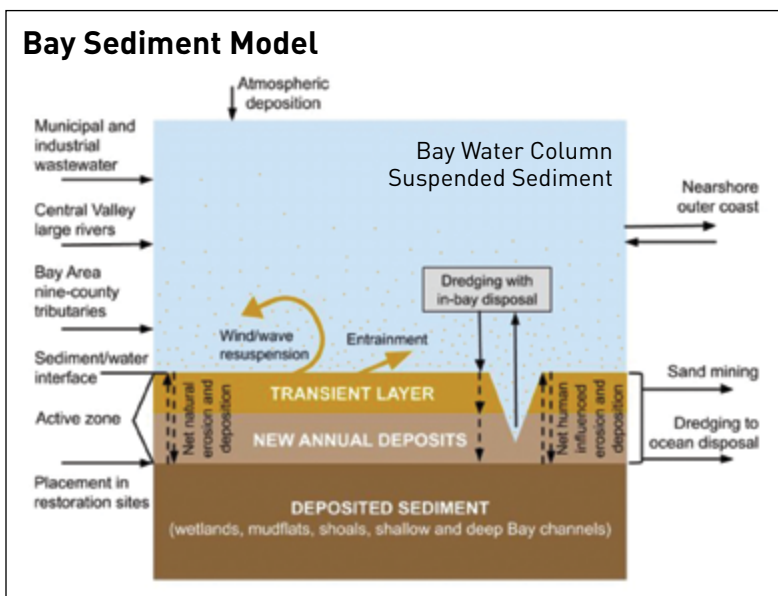 Bay Sediment Model
Atmospheric
deposition
Municipal and
industrial
wastewater
Bay Water Column
Suspended Sediment
Nearshore
outer coast
Central Valley
large rivers
Bay Area
nine-county
tributaries
Dredging with
in-bay disposal
Wind/wave
resuspension
Entrainment
Sediment/water
interface
Active zone
Placement in
restoration sites
Net natural
erosion and
deposition
TRANSIENT LAYER
NEW ANNUAL DEPOSITS
Net human
influenced
erosion and
deposition
Sand mining
Dredging to
ocean disposal
DEPOSITED SEDIMENT
(wetlands, mudflats, shoals, shallow and deep Bay channels)